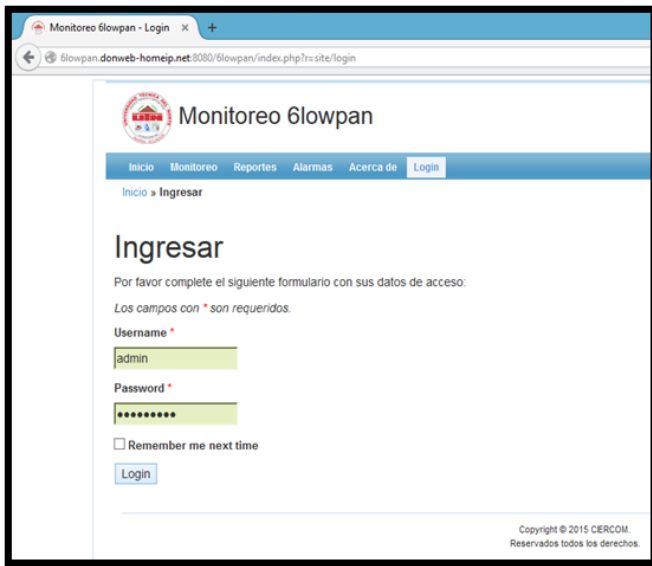 Monitoreo 6lowpan - Login × +
6lowpan.donweb-homeip.net:8080/6lowpan/index.php?r=site/login
Monitoreo 6lowpan
Inicio Monitoreo Reportes Alarmas Acerca de Login
Inicio » Ingresar
Ingresar
Por favor complete el siguiente formulario con sus datos de acceso:
Los campos con * son requeridos.
Username *
admin
Password *
•••••••••
Remember me next time
Login
Copyright © 2015 CIERCOM.
Reservados todos los derechos.